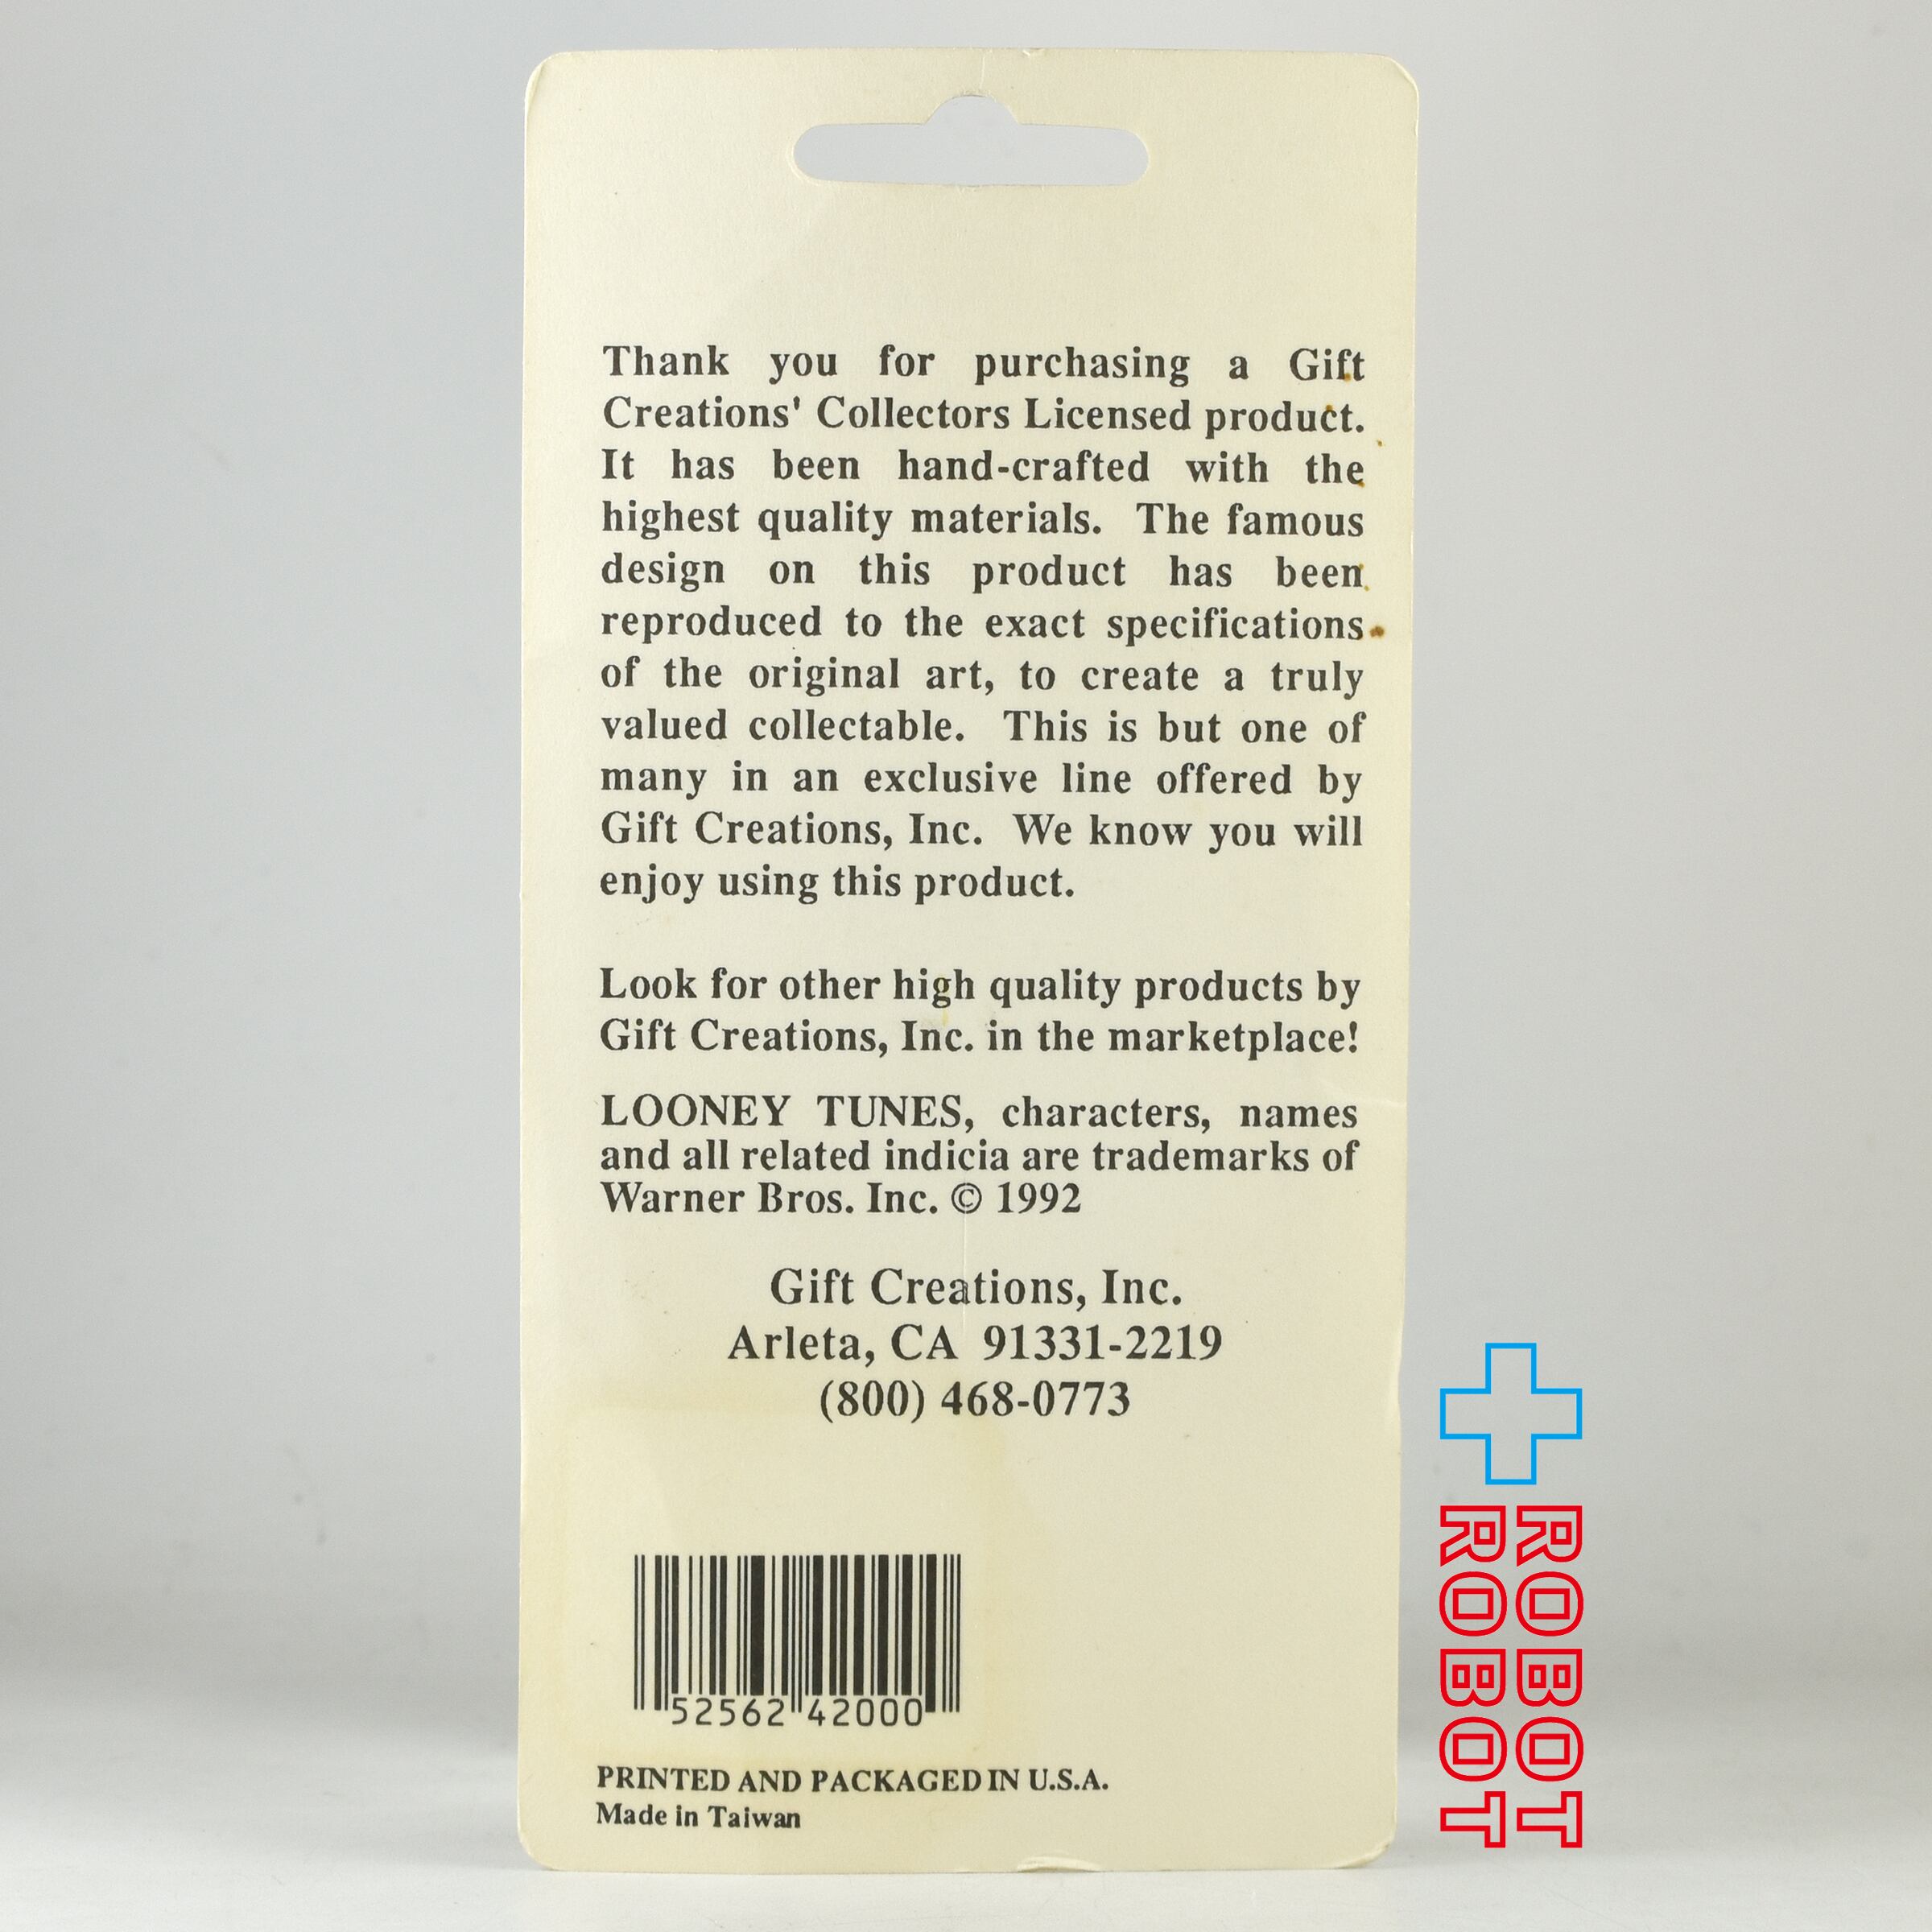 Thank you for purchasing a Gift
Creations' Collectors Licensed product.
It has been hand-crafted with the
highest quality materials. The famous
design on this product has been
reproduced to the exact specifications
of the original art, to create a truly
valued collectable. This is but one of
many in an exclusive line offered by
Gift Creations, Inc. We know you will
enjoy using this product.
Look for other high quality products by
Gift Creations, Inc. in the marketplace!
LOONEY TUNES, characters, names
and all related indicia are trademarks of
Warner Bros. Inc. © 1992
Gift Creations, Inc.
Arleta, CA 91331-2219
(800) 468-0773
52562 42000
PRINTED AND PACKAGED IN U.S.A.
Made in Taiwan
ROBOT
ROBOT